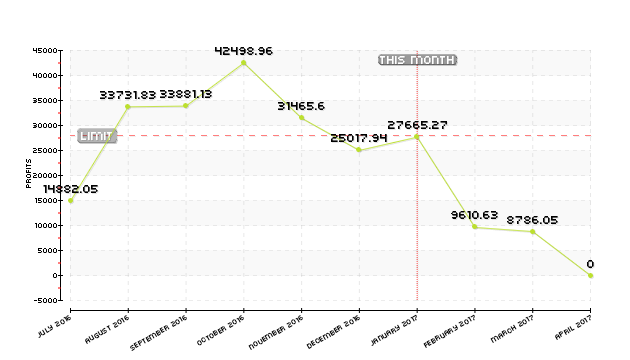 42498.96
45000
THIS MONTH
40000
33731.83 33881.13
35000
31465.6
30000
27665.27
LIMIT
25017.94
25000
PROFITS
20000
14882.05
15000
10000
9610.63
8786.05
5000
0
0
-5000
JULY 2016
AUGUST 2016
SEPTEMBER 2016
OCTOBER 2016
NOVEMBER 2016
DECEMBER 2016
JANUARY 2017
FEBRUARY 2017
MARCH 2017
APRIL 2017